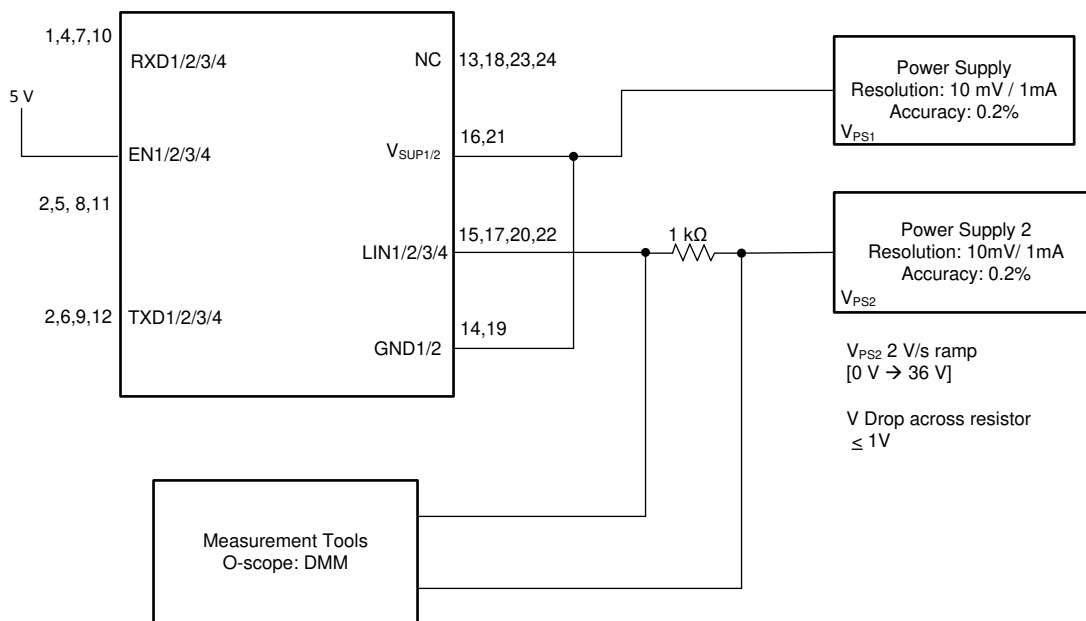 1,4,7,10
RXD1/2/3/4
5 V
EN1/2/3/4
2,5, 8,11
2,6,9,12
TXD1/2/3/4
NC
13,18,23,24
VSUP1/2
16,21
LIN1/2/3/4
15,17,20,22
GND1/2
14,19
1 kΩ
Power Supply
Resolution: 10 mV / 1mA
Accuracy: 0.2%
VPS1
Power Supply 2
Resolution: 10mV/ 1mA
Accuracy: 0.2%
VPS2
VPS2 2 V/s ramp
[0 V → 36 V]
V Drop across resistor
≤ 1V
Measurement Tools
O-scope: DMM